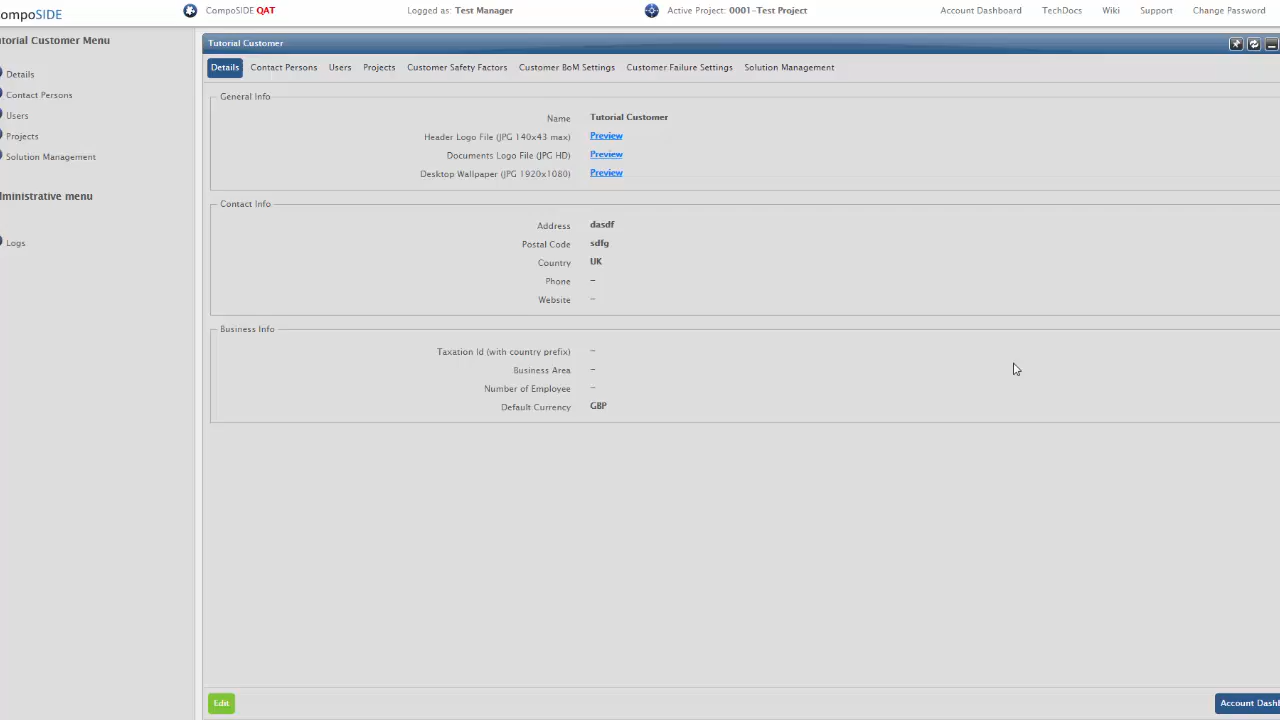 ompoSIDE
CompoSIDE QAT
Logged as: Test Manager
Active Project: 0001-Test Project
Account Dashboard
TechDocs
Wiki
Support
Change Password
utorial Customer Menu
Details
Contact Persons
Users
Projects
Solution Management
dministrative menu
Logs
Tutorial Customer
Details
Contact Persons
Users
Projects
Customer Safety Factors
Customer BoM Settings
Customer Failure Settings
Solution Management
General Info
Name Tutorial Customer
Header Logo File (JPG 140x43 max) Preview
Documents Logo File (JPG HD) Preview
Desktop Wallpaper (JPG 1920x1080) Preview
Contact Info
Address dasdf
Postal Code sdfg
Country UK
Phone -
Website -
Business Info
Taxation Id (with country prefix) -
Business Area -
Number of Employee -
Default Currency GBP
Edit
Account Dashb